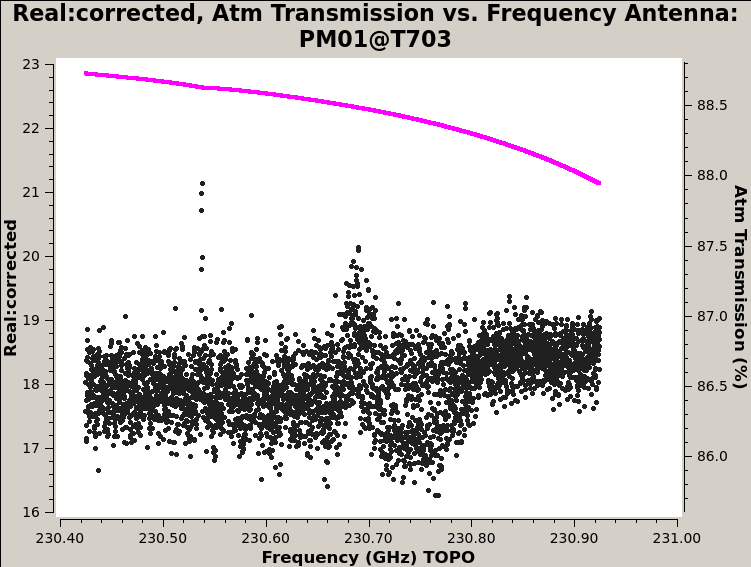 Real:corrected, Atm Transmission vs. Frequency Antenna:
PM01@T703
23
22
21
20
19
18
17
16
Real:corrected
88.5
88.0
87.5
87.0
86.5
86.0
Atm Transmission (%)
230.40 230.50 230.60 230.70 230.80 230.90 231.00
Frequency (GHz) TOPO